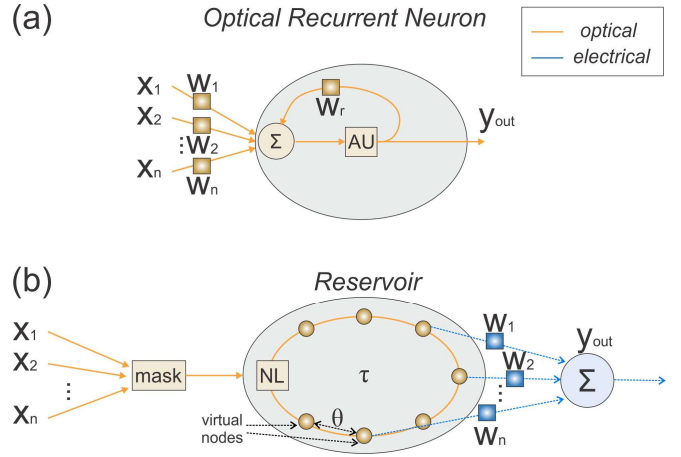 (a)
Optical Recurrent Neuron
optical
electrical
x1
x2
⋮
xn
w1
w2
wn
wr
Σ
AU
yout
(b)
Reservoir
x1
x2
⋮
xn
mask
NL
τ
θ
virtual
nodes
w1
w2
⋮
wn
yout
Σ